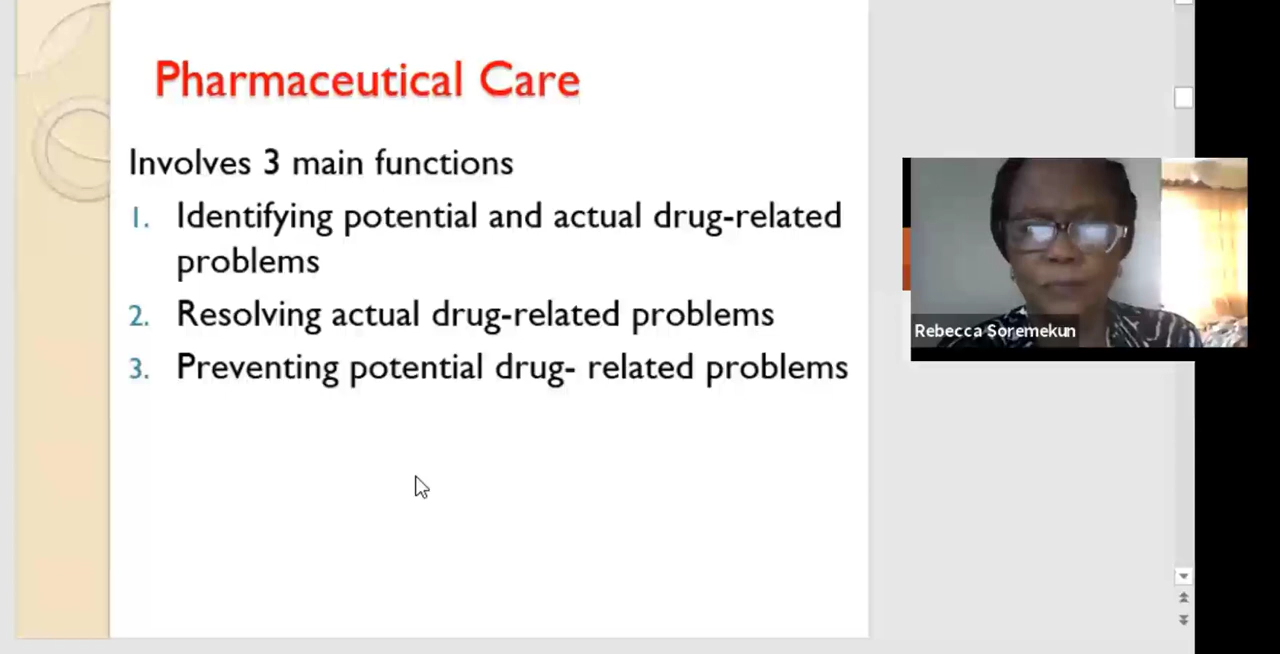 Pharmaceutical Care
Involves 3 main functions
1. Identifying potential and actual drug-related
problems
2. Resolving actual drug-related problems
3. Preventing potential drug- related problems
Rebecca Soremekun